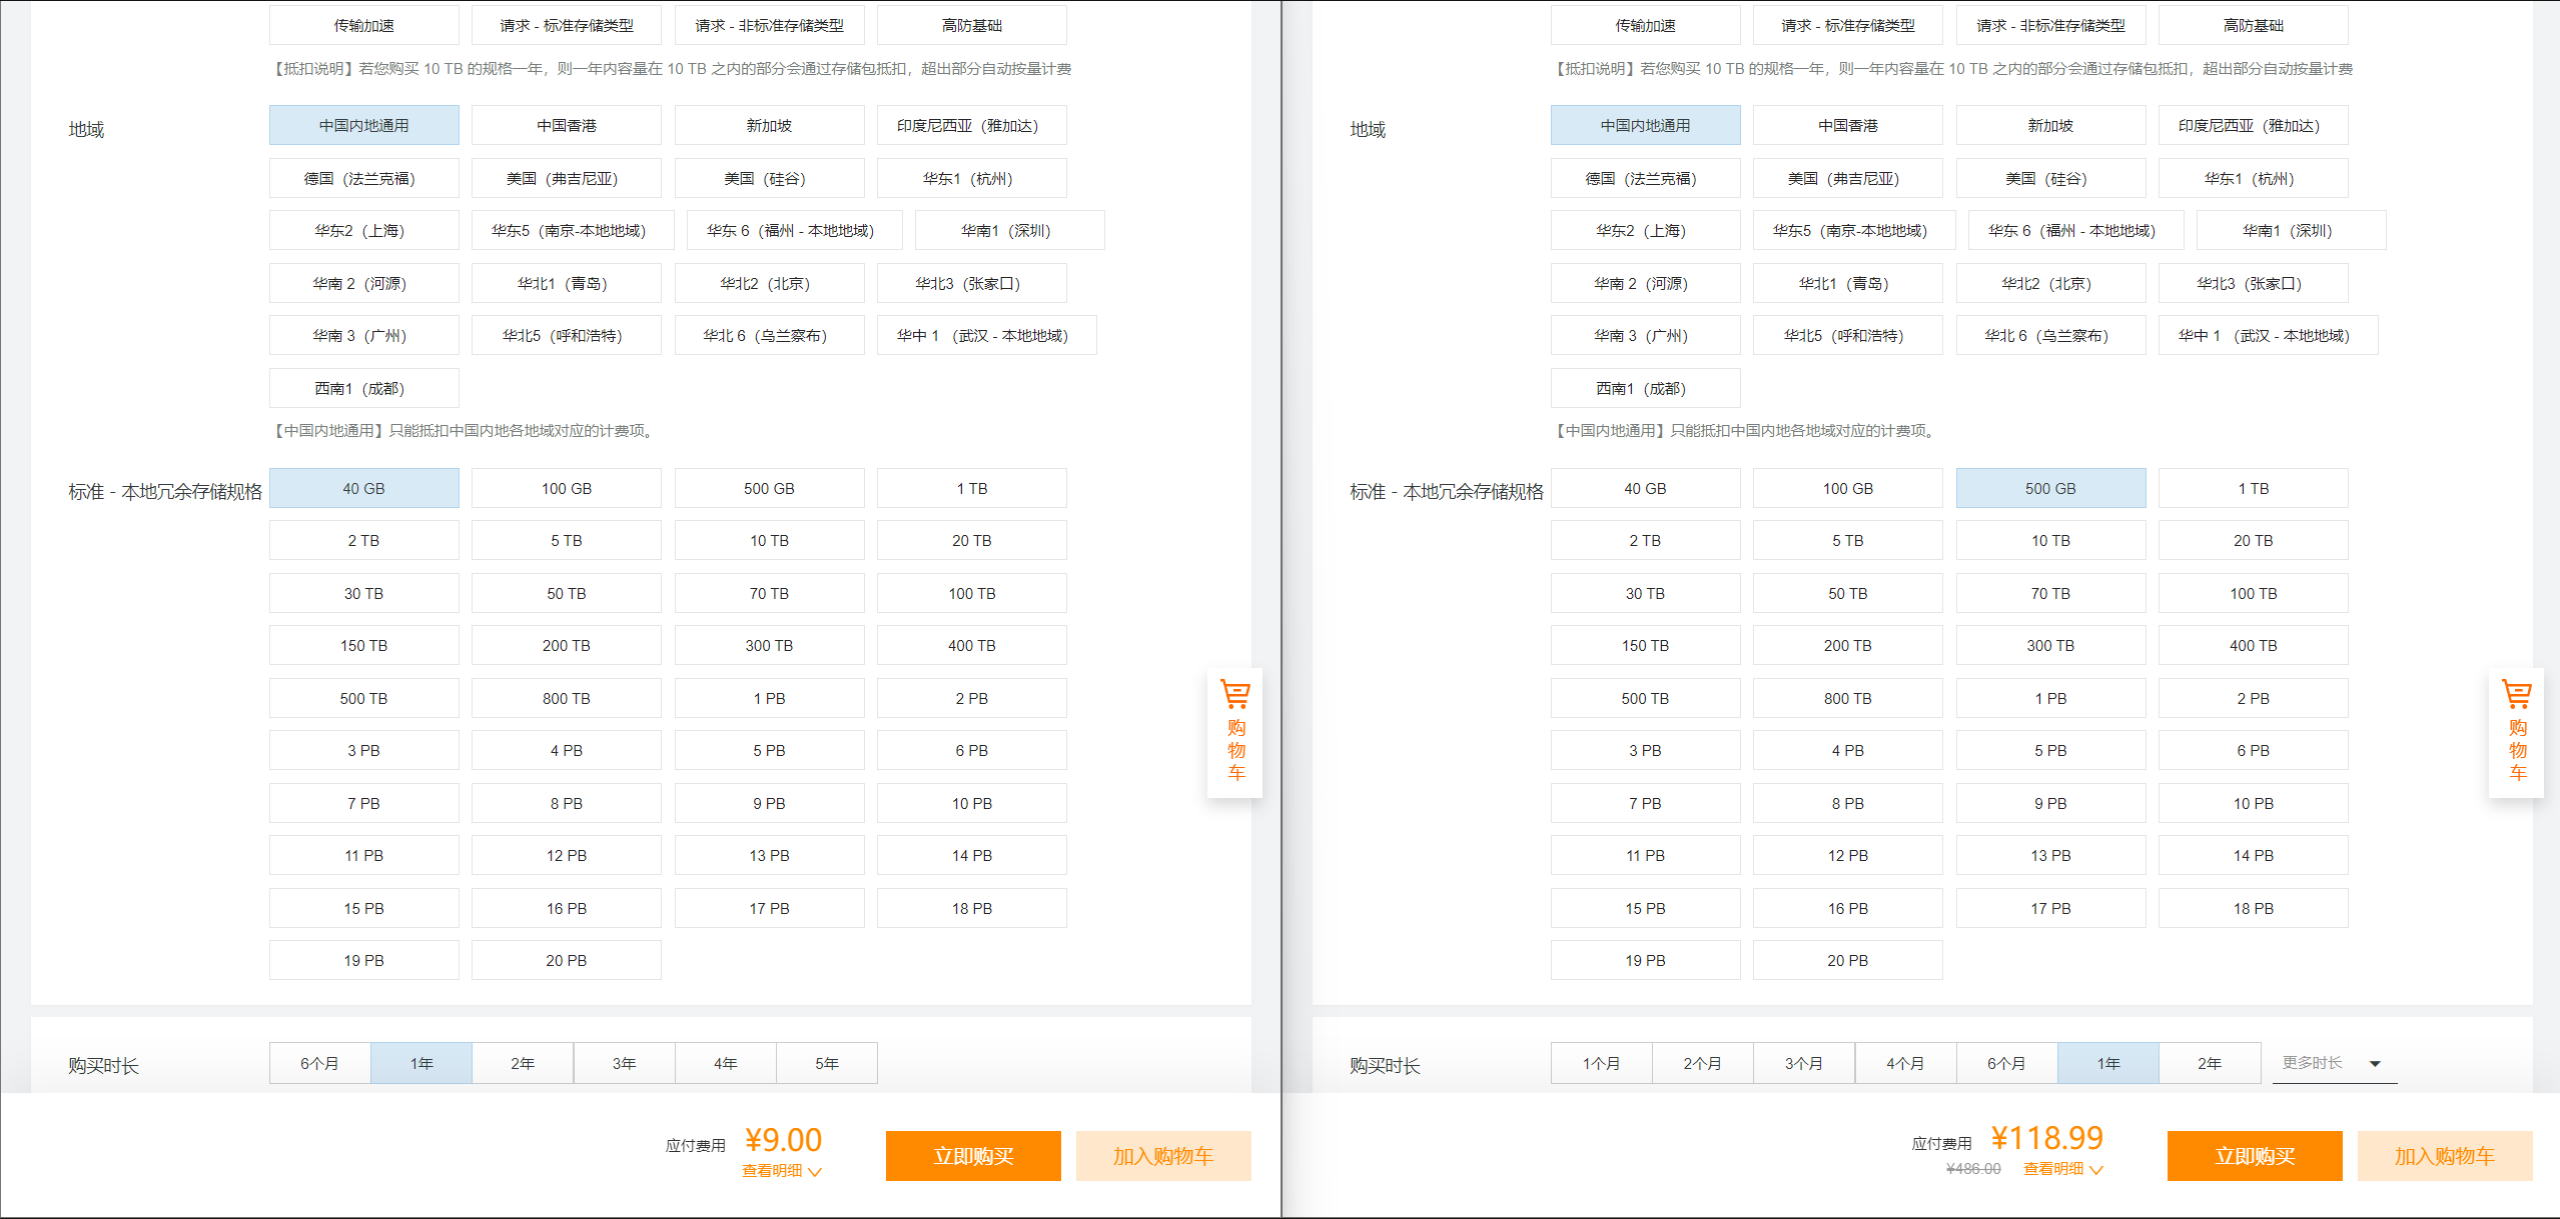 传输加速 请求 - 标准存储类型 请求 - 非标准存储类型 高防基础
【抵扣说明】若您购买 10 TB 的规格一年，则一年内容量在 10 TB 之内的部分会通过存储包抵扣，超出部分自动按量计费
地域 中国内地通用 中国香港 新加坡 印度尼西亚（雅加达）
德国（法兰克福） 美国（弗吉尼亚） 美国（硅谷） 华东1（杭州）
华东2（上海） 华东5（南京-本地地域） 华东 6（福州 - 本地地域） 华南1（深圳）
华南 2（河源） 华北1（青岛） 华北2（北京） 华北3（张家口）
华南 3（广州） 华北5（呼和浩特） 华北 6（乌兰察布） 华中 1 （武汉 - 本地地域）
西南1（成都）
【中国内地通用】只能抵扣中国内地各地域对应的计费项。
标准 - 本地冗余存储规格 40 GB 100 GB 500 GB 1 TB
2 TB 5 TB 10 TB 20 TB
30 TB 50 TB 70 TB 100 TB
150 TB 200 TB 300 TB 400 TB
500 TB 800 TB 1 PB 2 PB
3 PB 4 PB 5 PB 6 PB
7 PB 8 PB 9 PB 10 PB
11 PB 12 PB 13 PB 14 PB
15 PB 16 PB 17 PB 18 PB
19 PB 20 PB
购
物
车
购买时长 6个月 1年 2年 3年 4年 5年
应付费用 ¥9.00
查看明细
立即购买 加入购物车
传输加速 请求 - 标准存储类型 请求 - 非标准存储类型 高防基础
【抵扣说明】若您购买 10 TB 的规格一年，则一年内容量在 10 TB 之内的部分会通过存储包抵扣，超出部分自动按量计费
地域 中国内地通用 中国香港 新加坡 印度尼西亚（雅加达）
德国（法兰克福） 美国（弗吉尼亚） 美国（硅谷） 华东1（杭州）
华东2（上海） 华东5（南京-本地地域） 华东 6（福州 - 本地地域） 华南1（深圳）
华南 2（河源） 华北1（青岛） 华北2（北京） 华北3（张家口）
华南 3（广州） 华北5（呼和浩特） 华北 6（乌兰察布） 华中 1 （武汉 - 本地地域）
西南1（成都）
【中国内地通用】只能抵扣中国内地各地域对应的计费项。
标准 - 本地冗余存储规格 40 GB 100 GB 500 GB 1 TB
2 TB 5 TB 10 TB 20 TB
30 TB 50 TB 70 TB 100 TB
150 TB 200 TB 300 TB 400 TB
500 TB 800 TB 1 PB 2 PB
3 PB 4 PB 5 PB 6 PB
7 PB 8 PB 9 PB 10 PB
11 PB 12 PB 13 PB 14 PB
15 PB 16 PB 17 PB 18 PB
19 PB 20 PB
购
物
车
购买时长 1个月 2个月 3个月 4个月 6个月 1年 2年 更多时长
应付费用 ¥118.99
¥486.00 查看明细
立即购买 加入购物车